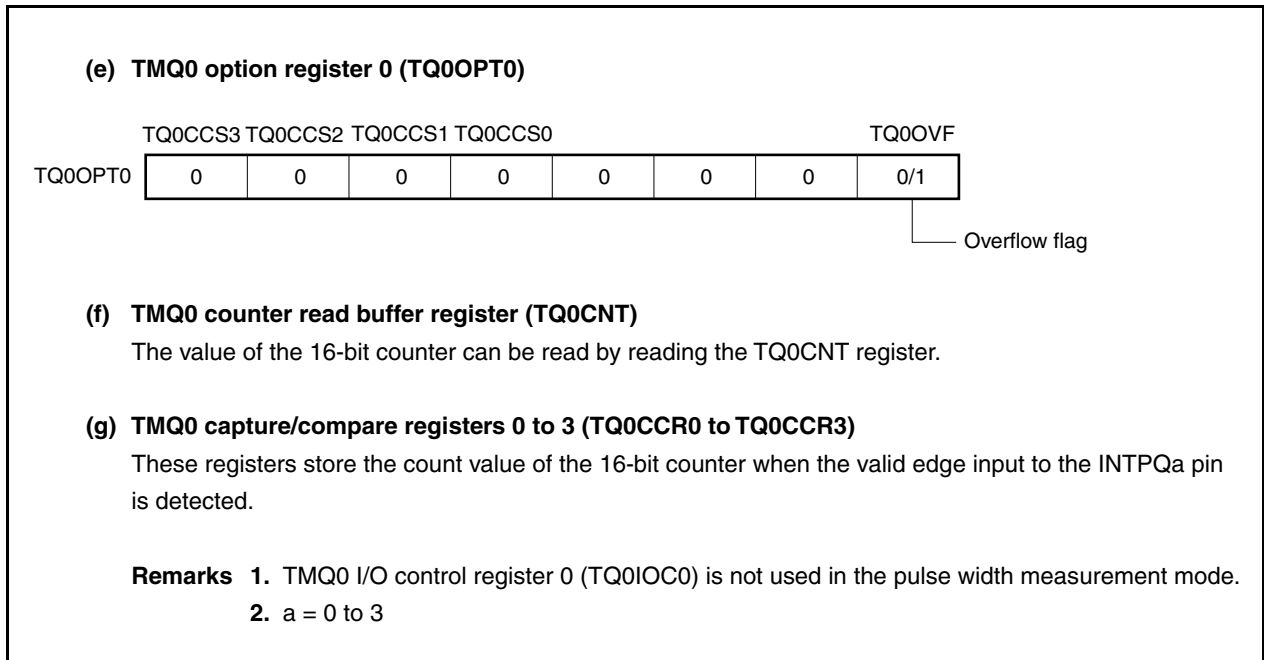 (e) TMQ0 option register 0 (TQ0OPT0)
TQ0CCS3 TQ0CCS2 TQ0CCS1 TQ0CCS0 TQ0OVF
TQ0OPT0 0 0 0 0 0 0 0 0/1
Overflow flag
(f) TMQ0 counter read buffer register (TQ0CNT)
The value of the 16-bit counter can be read by reading the TQ0CNT register.
(g) TMQ0 capture/compare registers 0 to 3 (TQ0CCR0 to TQ0CCR3)
These registers store the count value of the 16-bit counter when the valid edge input to the INTPQa pin
is detected.
Remarks 1. TMQ0 I/O control register 0 (TQ0IOC0) is not used in the pulse width measurement mode.
2. a = 0 to 3